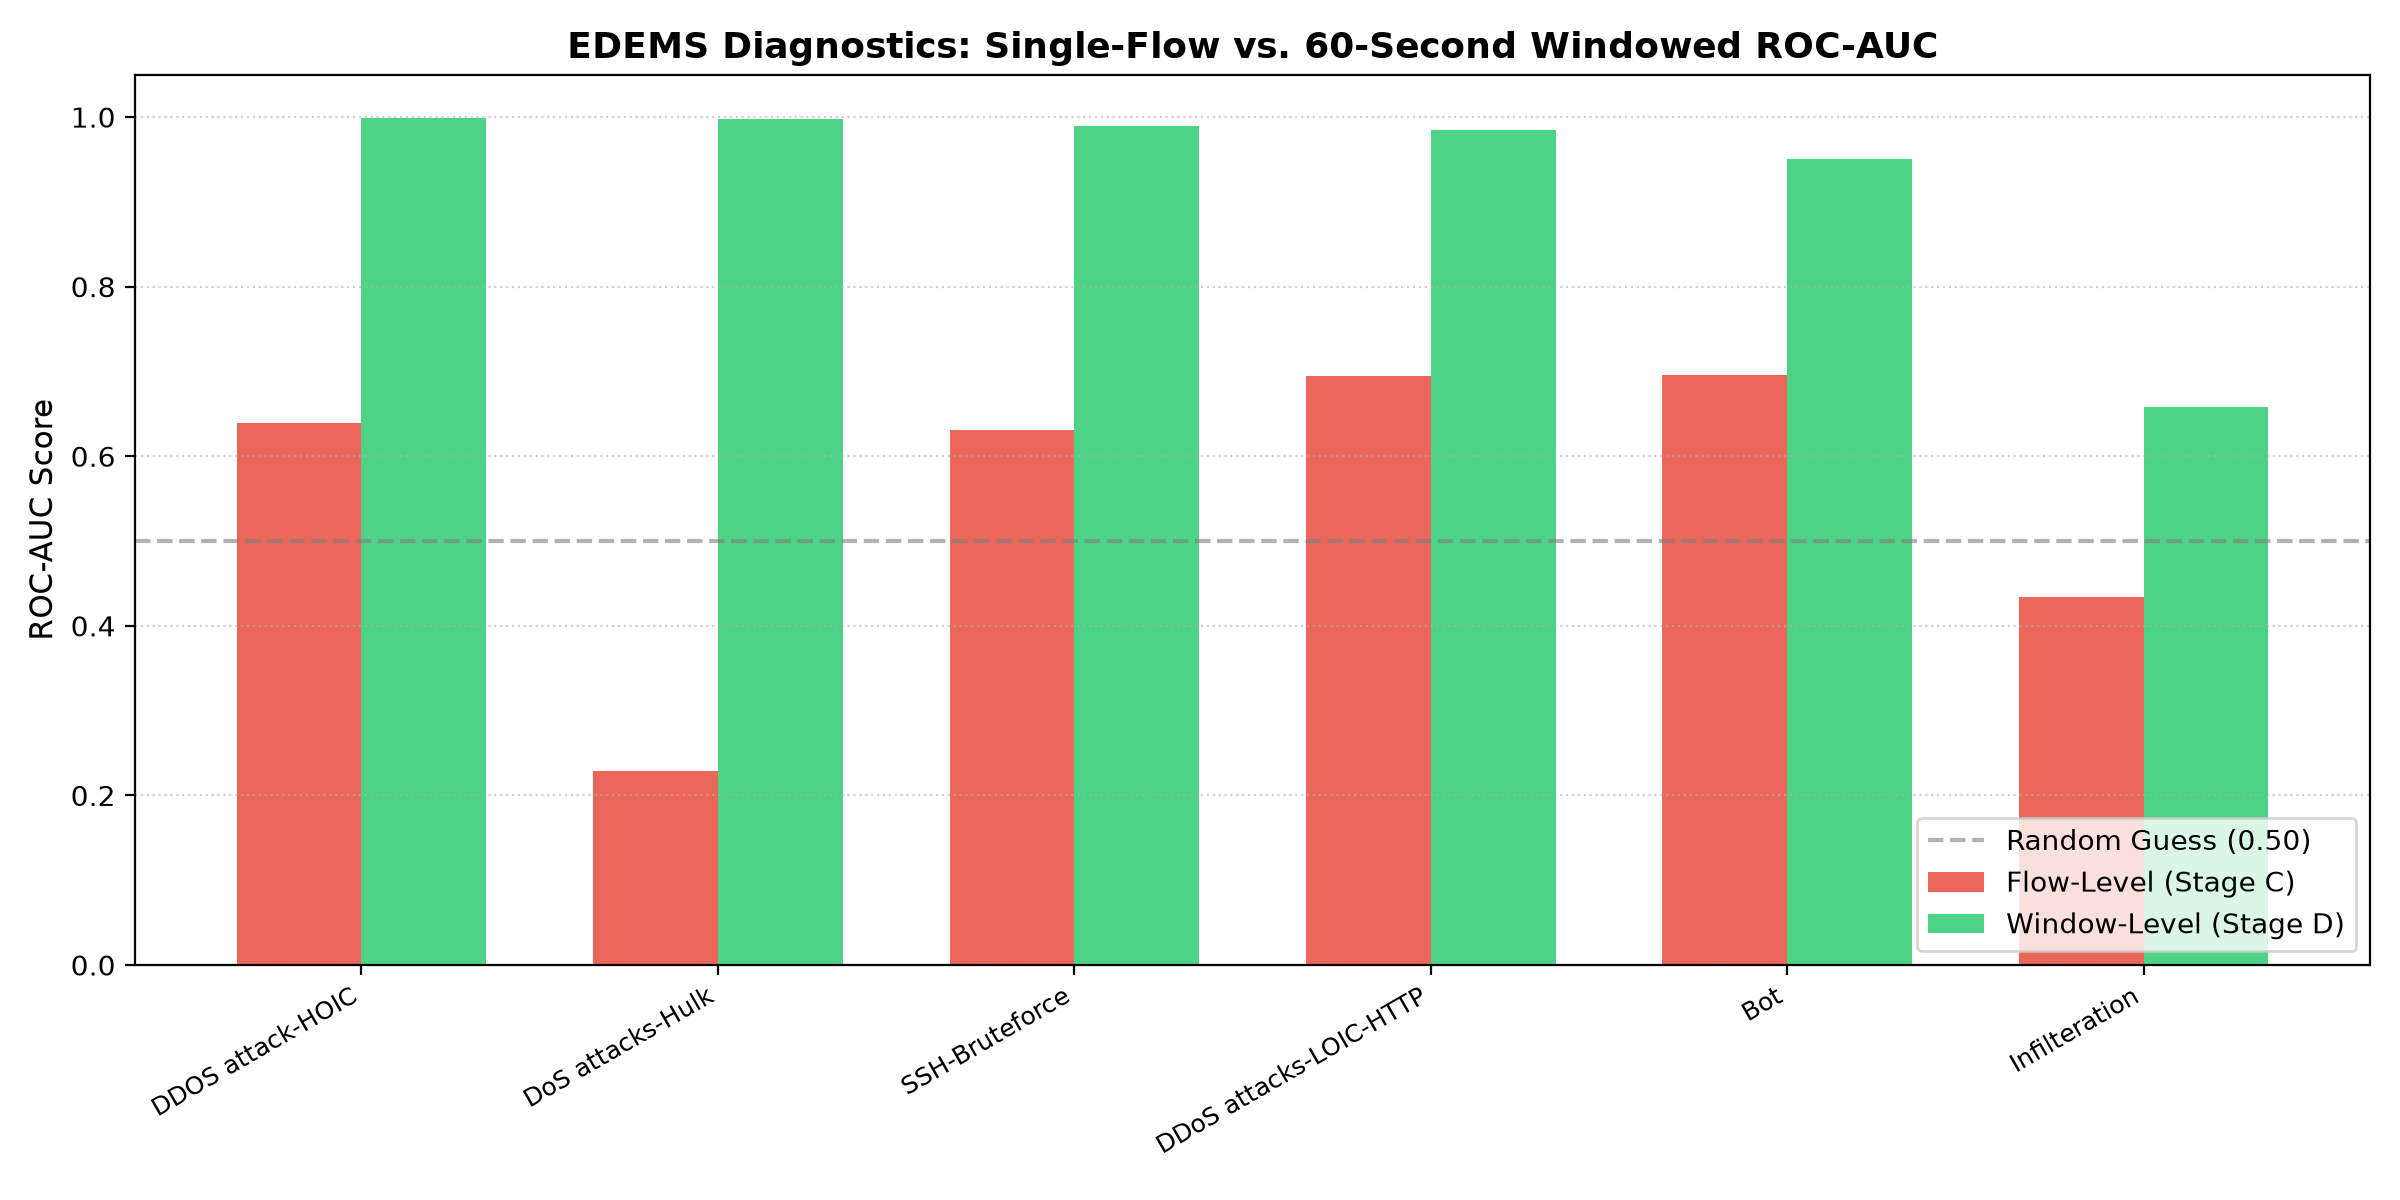 EDEMS Diagnostics: Single-Flow vs. 60-Second Windowed ROC-AUC
ROC-AUC Score
1.0
0.8
0.6
0.4
0.2
0.0
Random Guess (0.50)
Flow-Level (Stage C)
Window-Level (Stage D)
DDOS attack-HOIC
DoS attacks-Hulk
SSH-Bruteforce
DDoS attacks-LOIC-HTTP
Bot
Infilteration